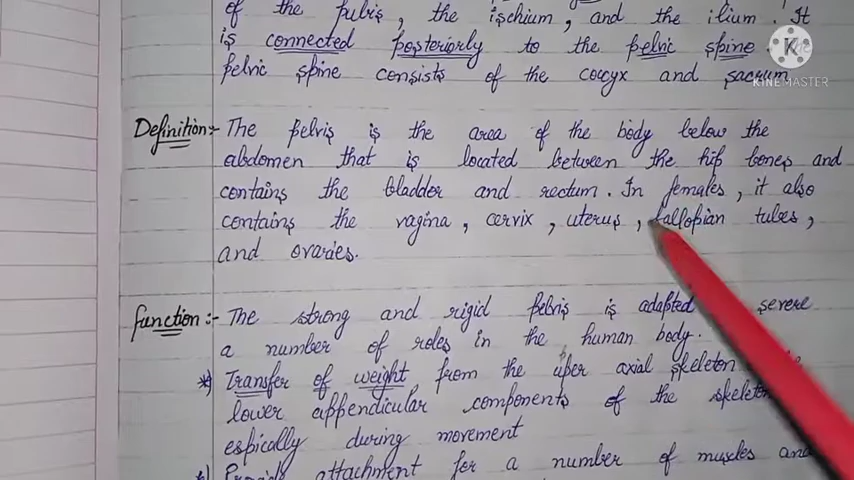 of the pubis, the ischium, and the ilium. It
is connected posteriorly to the pelvic spine.
pelvic spine consists of the coccyx and sacrum
KINEMASTER
Definition:- The pelvis is the area of the body below the
abdomen that is located between the hip bones and
contains the bladder and rectum. In females, it also
contains the vagina, cervix, uterus, fallopian tubes,
and ovaries.
function:- The strong and rigid pelvis is adapted severe
a number of roles in the human body.
*) Transfer of weight from the uper axial skeleton
lower appendicular components of the
espically during movement
*) Provide attachment for a number of muscles and